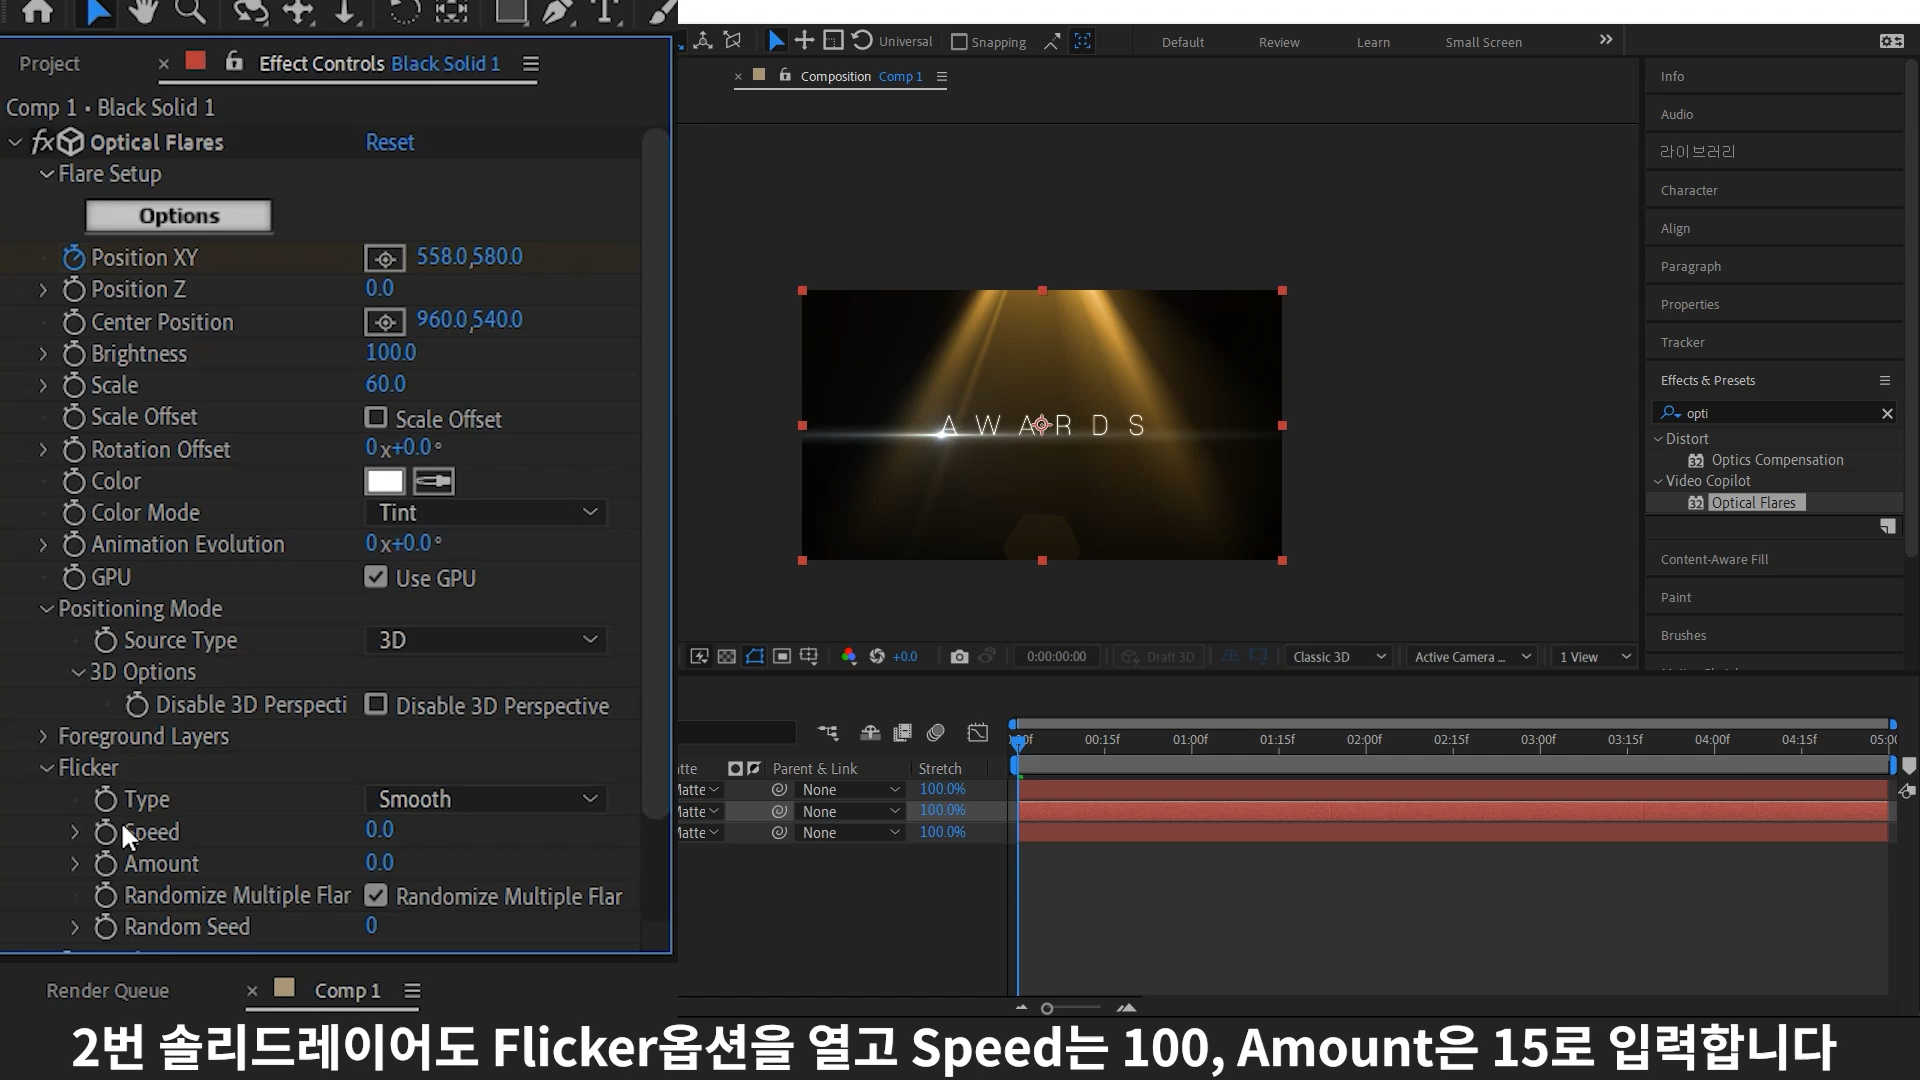 Universal
Snapping
Default
Review
Learn
Small Screen
Project
Effect Controls Black Solid 1
Composition Comp 1
Comp 1 • Black Solid 1
fx Optical Flares Reset
Flare Setup
Options
Position XY 558.0,580.0
Position Z 0.0
Center Position 960.0,540.0
Brightness 100.0
Scale 60.0
Scale Offset Scale Offset
Rotation Offset 0x+0.0°
Color
Color Mode Tint
Animation Evolution 0x+0.0°
GPU Use GPU
Positioning Mode
Source Type 3D
3D Options
Disable 3D Perspecti Disable 3D Perspective
Foreground Layers
Flicker
Type Smooth
Speed 0.0
Amount 0.0
Randomize Multiple Flar Randomize Multiple Flar
Random Seed 0
AWARDS
+0.0
0:00:00:00
Draft 3D
Classic 3D
Active Camera ...
1 View
Info
Audio
라이브러리
Character
Align
Paragraph
Properties
Tracker
Effects & Presets
opti
Distort
32 Optics Compensation
Video Copilot
32 Optical Flares
Content-Aware Fill
Paint
Brushes
00:15f 01:00f 01:15f 02:00f 02:15f 03:00f 03:15f 04:00f 04:15f 05:00
tte Parent & Link Stretch
Matte None 100.0%
Matte None 100.0%
Matte None 100.0%
Render Queue
Comp 1
2번 솔리드레이어도 Flicker옵션을 열고 Speed는 100, Amount은 15로 입력합니다